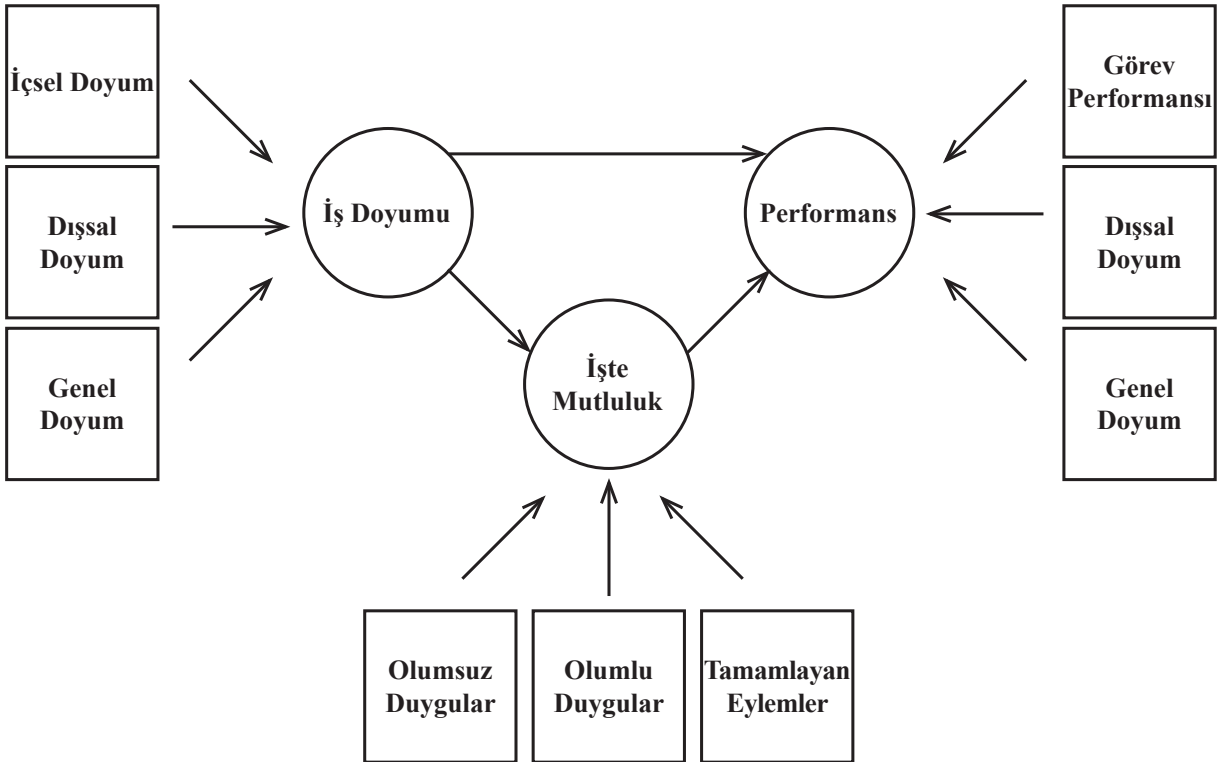 İçsel Doyum
Dışsal
Doyum
Genel
Doyum
İş Doyumu
İşte
Mutluluk
Performans
Görev
Performansı
Dışsal
Doyum
Genel
Doyum
Olumsuz
Duygular
Olumlu
Duygular
Tamamlayan
Eylemler